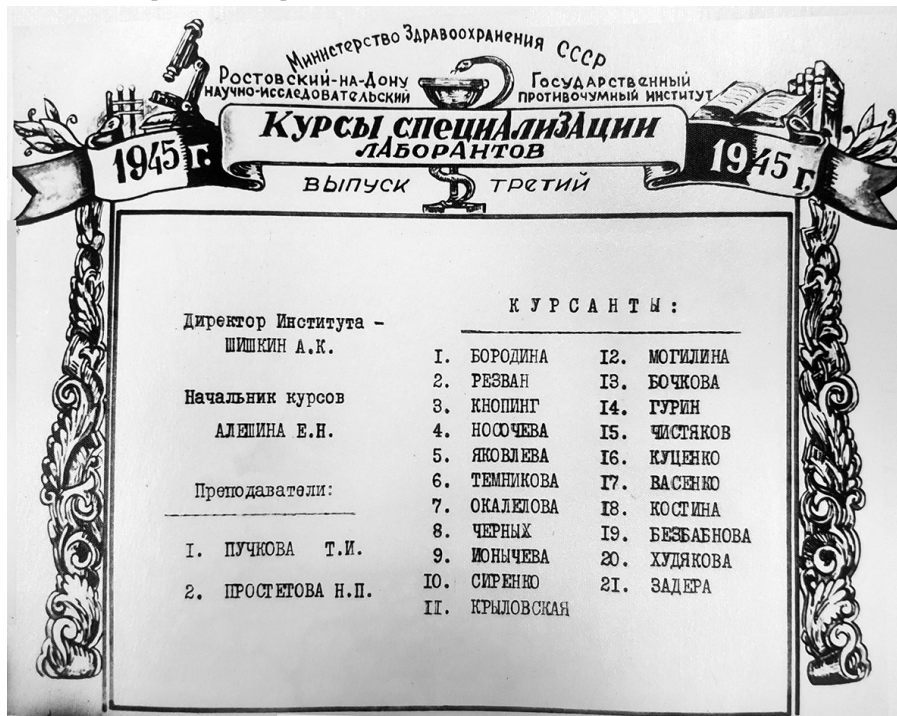 Министерство Здравоохранения СССР
Ростовский-на-Дону Государственный
научно-исследовательский противочумный институт
Курсы специализации
лаборантов
1945 г. 1945 г.
выпуск третий
Директор Института –
ШИШКИН А.К.
Начальник курсов
АЛЕШИНА Е.Н.
Преподаватели:
1. ПУЧКОВА Т.И.
2. ПРОСТЕТОВА Н.П.
КУРСАНТЫ:
I. БОРОДИНА
2. РЕЗВАН
3. КНОПИНГ
4. НОСОЧЕВА
5. ЯКОВЛЕВА
6. ТЕМНИКОВА
7. ОКАЛЕЛОВА
8. ЧЕРНЫХ
9. ИОНЫЧЕВА
IO. СИРЕНКО
II. КРЫЛОВСКАЯ
I2. МОГИЛИНА
I3. БОЧКОВА
I4. ГУРИН
I5. ЧИСТЯКОВ
I6. КУЦЕНКО
I7. ВАСЕНКО
I8. КОСТИНА
I9. БЕЗБАБНОВА
20. ХУДЯКОВА
2I. ЗАДЕРА